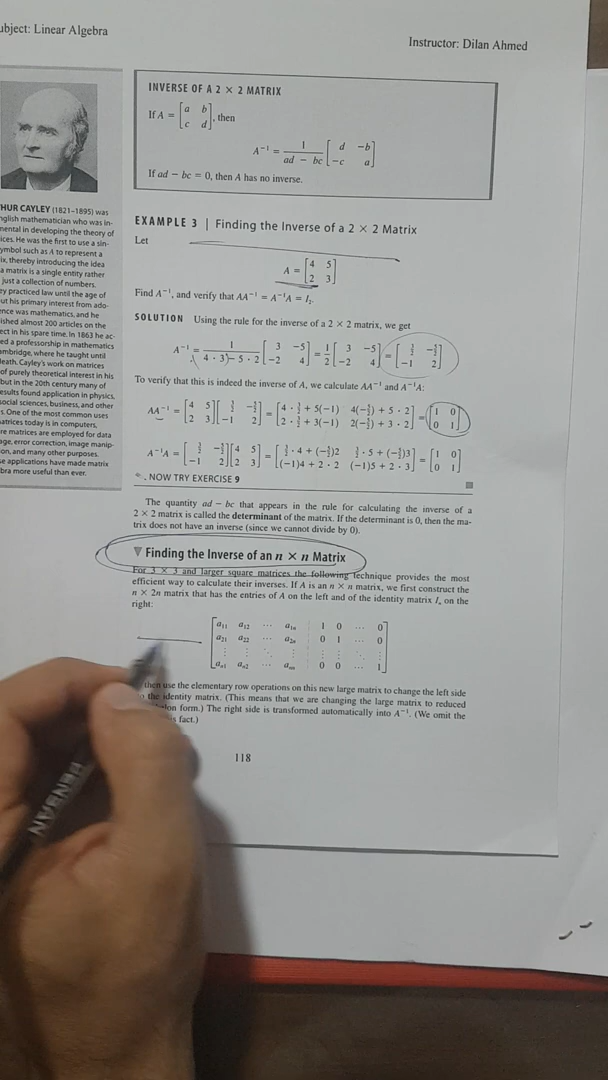 ubject: Linear Algebra
Instructor: Dilan Ahmed
INVERSE OF A 2 × 2 MATRIX
If A = [a b; c d], then
A⁻¹ = 1/(ad − bc) [d −b; −c a]
If ad − bc = 0, then A has no inverse.
HUR CAYLEY (1821–1895) was
nglish mathematician who was in-
mental in developing the theory of
ices. He was the first to use a sin-
ymbol such as A to represent a
ix, thereby introducing the idea
a matrix is a single entity rather
just a collection of numbers.
ey practiced law until the age of
ut his primary interest from ado-
nce was mathematics, and he
ished almost 200 articles on the
ect in his spare time. In 1863 he ac-
ed a professorship in mathematics
ambridge, where he taught until
death. Cayley's work on matrices
of purely theoretical interest in his
but in the 20th century many of
esults found application in physics,
social sciences, business, and other
s. One of the most common uses
atrices today is in computers,
re matrices are employed for data
age, error correction, image manip-
on, and many other purposes.
se applications have made matrix
bra more useful than ever.
EXAMPLE 3 | Finding the Inverse of a 2 × 2 Matrix
Let
A = [4 5; 2 3]
Find A⁻¹, and verify that AA⁻¹ = A⁻¹A = I₂.
SOLUTION Using the rule for the inverse of a 2 × 2 matrix, we get
A⁻¹ = 1/(4 · 3 − 5 · 2) [3 −5; −2 4] = 1/2 [3 −5; −2 4] = [3/2 −5/2; −1 2]
To verify that this is indeed the inverse of A, we calculate AA⁻¹ and A⁻¹A:
AA⁻¹ = [4 5; 2 3][3/2 −5/2; −1 2] = [4 · 3/2 + 5(−1) 4(−5/2) + 5 · 2; 2 · 3/2 + 3(−1) 2(−5/2) + 3 · 2] = [1 0; 0 1]
A⁻¹A = [3/2 −5/2; −1 2][4 5; 2 3] = [3/2 · 4 + (−5/2)2 3/2 · 5 + (−5/2)3; (−1)4 + 2 · 2 (−1)5 + 2 · 3] = [1 0; 0 1]
NOW TRY EXERCISE 9
The quantity ad − bc that appears in the rule for calculating the inverse of a
2 × 2 matrix is called the determinant of the matrix. If the determinant is 0, then the ma-
trix does not have an inverse (since we cannot divide by 0).
▼ Finding the Inverse of an n × n Matrix
For 3 × 3 and larger square matrices the following technique provides the most
efficient way to calculate their inverses. If A is an n × n matrix, we first construct the
n × 2n matrix that has the entries of A on the left and of the identity matrix Iₙ on the
right:
a₁₁ a₁₂ ⋯ a₁ₙ 1 0 ⋯ 0
a₂₁ a₂₂ ⋯ a₂ₙ 0 1 ⋯ 0
⋮ ⋮ ⋱ ⋮ ⋮ ⋮ ⋱ ⋮
aₙ₁ aₙ₂ ⋯ aₙₙ 0 0 ⋯ 1
then use the elementary row operations on this new large matrix to change the left side
the identity matrix. (This means that we are changing the large matrix to reduced
form.) The right side is transformed automatically into A⁻¹. (We omit the
fact.)
118
PENSAN